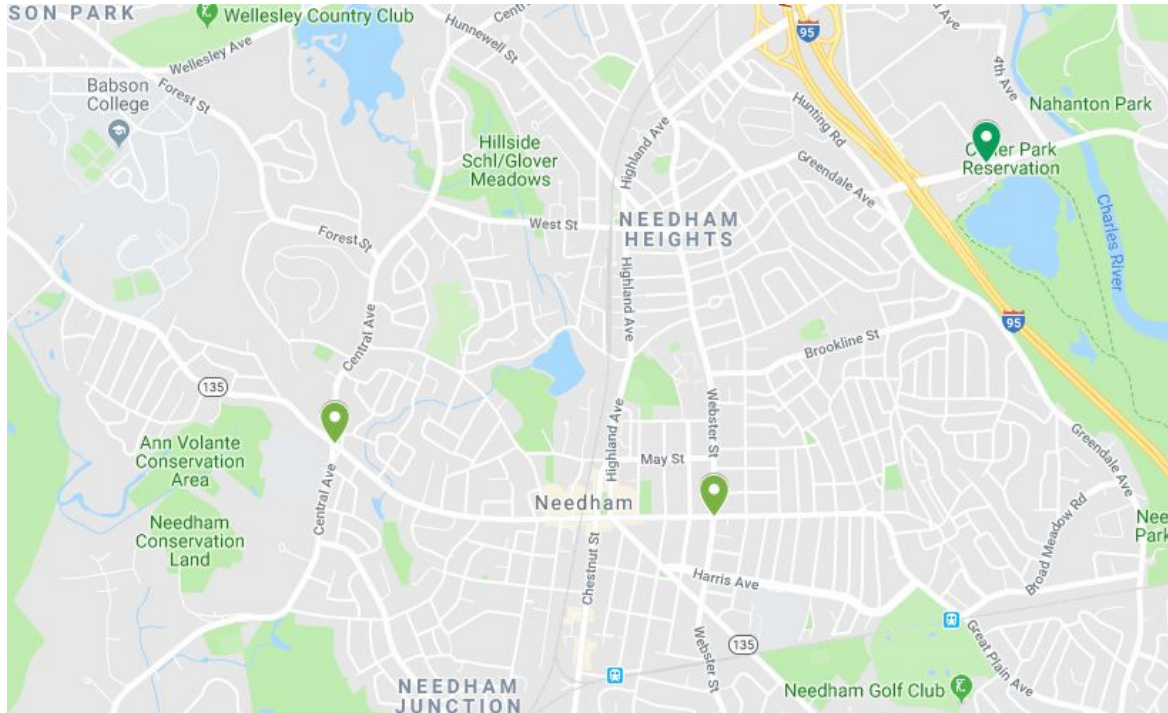 SON PARK
Wellesley Country Club
Wellesley Ave
Hunnewell St
Central
95
4th Ave
Babson
College
Forest St
Hunting Rd
Nahanton Park
Hillside
Schl/Glover
Meadows
Highland Ave
Greendale Ave
Park
Reservation
Forest St
West St
NEEDHAM
HEIGHTS
Charles River
Highland Ave
Central Ave
95
Brookline St
135
Webster St
Highland Ave
Ann Volante
Conservation
Area
May St
Greendale Ave
Central Ave
Needham
Needham
Conservation
Land
Chestnut St
Broad Meadow Rd
Nee
Park
Harris Ave
Webster St
135
Great Plain Ave
NEEDHAM
JUNCTION
Needham Golf Club